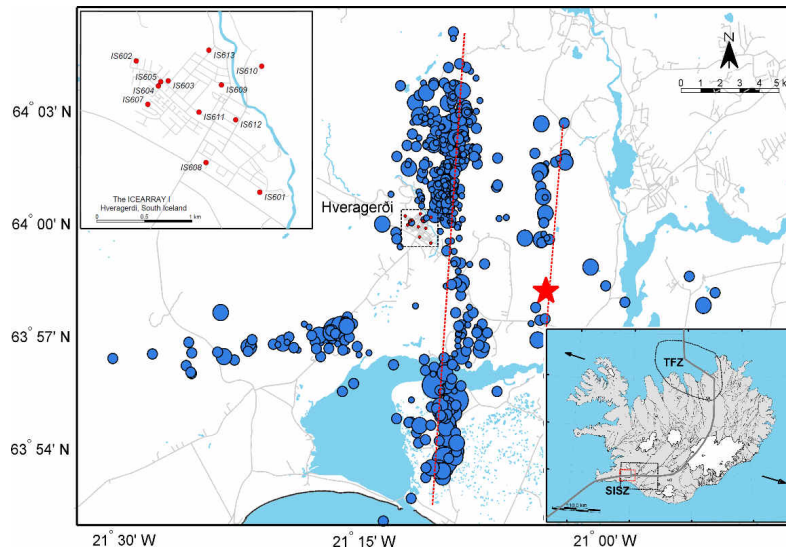 IS613
IS602
IS610
IS605
IS603
IS604
IS609
IS607
IS611
IS612
IS608
IS601
The ICEARRAY I
Hveragerdi, South Iceland
0 0.5 1 km
N
0 1 2 3 4 5 k
64° 03' N
Hveragerði
64° 00' N
63° 57' N
63° 54' N
TFZ
SISZ
21° 30' W
21° 15' W
21° 00' W